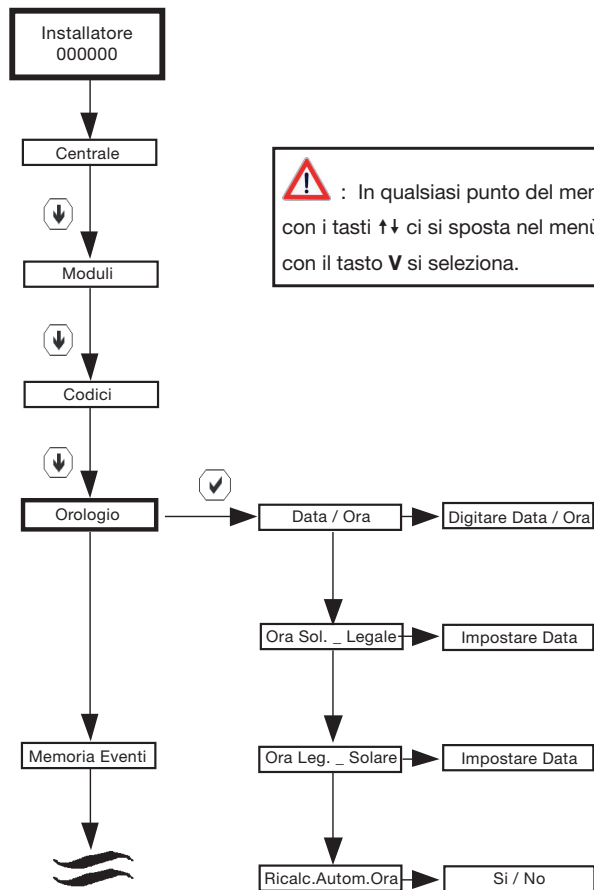 Installatore
000000
Centrale
: In qualsiasi punto del men
con i tasti ↑↓ ci si sposta nel menù
con il tasto V si seleziona.
Moduli
Codici
Orologio
Data / Ora
Digitare Data / Ora
Ora Sol. _ Legale
Impostare Data
Memoria Eventi
Ora Leg. _ Solare
Impostare Data
Ricalc.Autom.Ora
Si / No